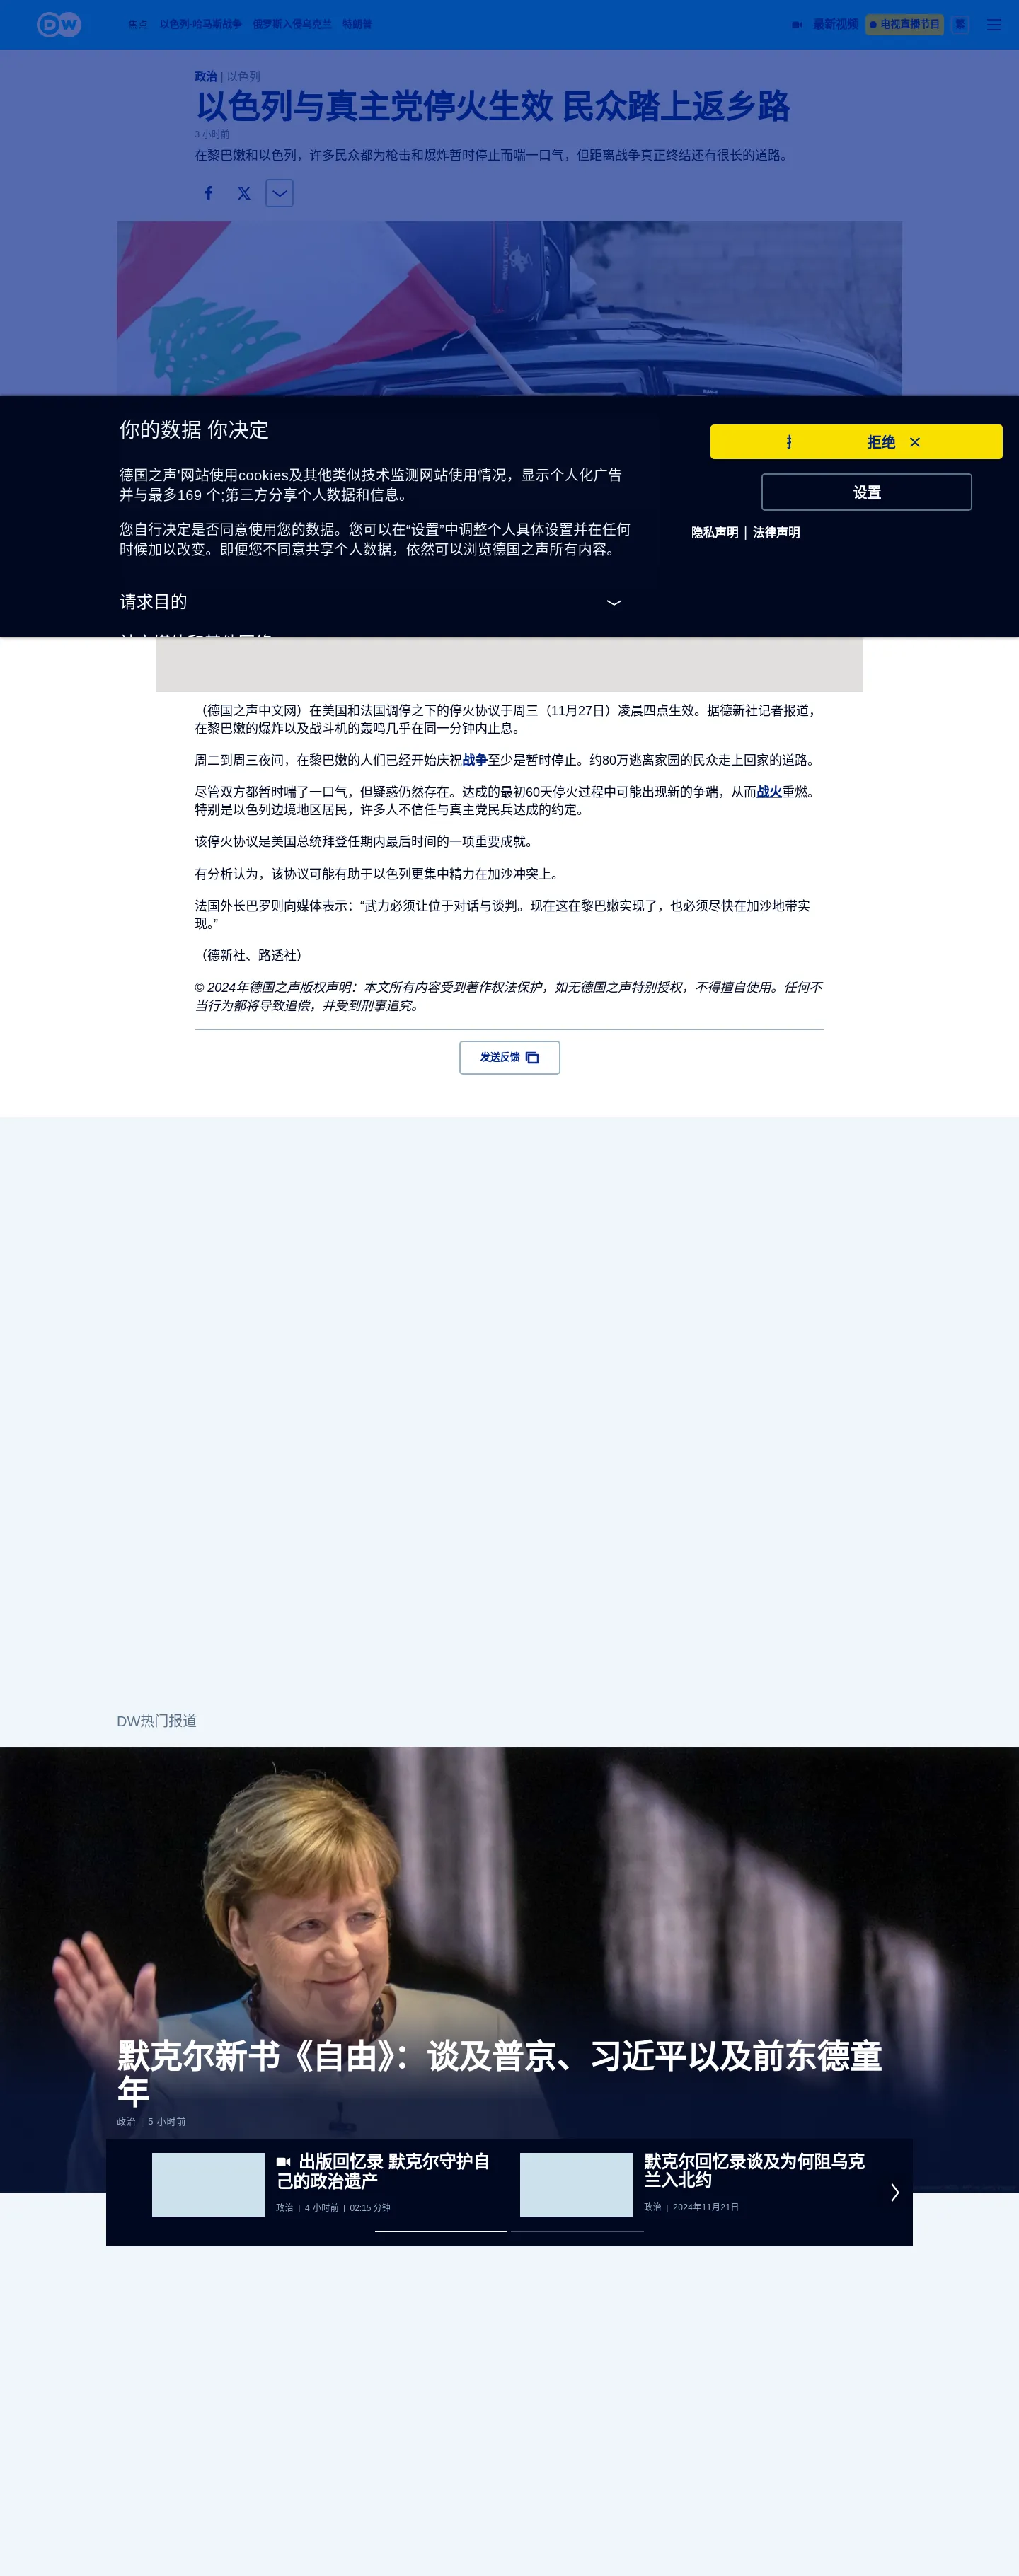 DW
焦点 以色列-哈马斯战争 俄罗斯入侵乌克兰 特朗普
最新视频
电视直播节目
繁
政治 | 以色列
以色列与真主党停火生效 民众踏上返乡路
3 小时前
在黎巴嫩和以色列，许多民众都为枪击和爆炸暂时停止而喘一口气，但距离战争真正终结还有很长的道路。
你的数据 你决定
德国之声'网站使用cookies及其他类似技术监测网站使用情况，显示个人化广告
并与最多169 个;第三方分享个人数据和信息。
您自行决定是否同意使用您的数据。您可以在“设置”中调整个人具体设置并在任何
时候加以改变。即便您不同意共享个人数据，依然可以浏览德国之声所有内容。
请求目的
拒绝
设置
隐私声明 | 法律声明
（德国之声中文网）在美国和法国调停之下的停火协议于周三（11月27日）凌晨四点生效。据德新社记者报道，
在黎巴嫩的爆炸以及战斗机的轰鸣几乎在同一分钟内止息。
周二到周三夜间，在黎巴嫩的人们已经开始庆祝战争至少是暂时停止。约80万逃离家园的民众走上回家的道路。
尽管双方都暂时喘了一口气，但疑惑仍然存在。达成的最初60天停火过程中可能出现新的争端，从而战火重燃。
特别是以色列边境地区居民，许多人不信任与真主党民兵达成的约定。
该停火协议是美国总统拜登任期内最后时间的一项重要成就。
有分析认为，该协议可能有助于以色列更集中精力在加沙冲突上。
法国外长巴罗则向媒体表示：“武力必须让位于对话与谈判。现在这在黎巴嫩实现了，也必须尽快在加沙地带实
现。”
（德新社、路透社）
© 2024年德国之声版权声明：本文所有内容受到著作权法保护，如无德国之声特别授权，不得擅自使用。任何不
当行为都将导致追偿，并受到刑事追究。
发送反馈
DW热门报道
默克尔新书《自由》：谈及普京、习近平以及前东德童
年
政治 | 5 小时前
出版回忆录 默克尔守护自
己的政治遗产
政治 | 4 小时前 | 02:15 分钟
默克尔回忆录谈及为何阻乌克
兰入北约
政治 | 2024年11月21日